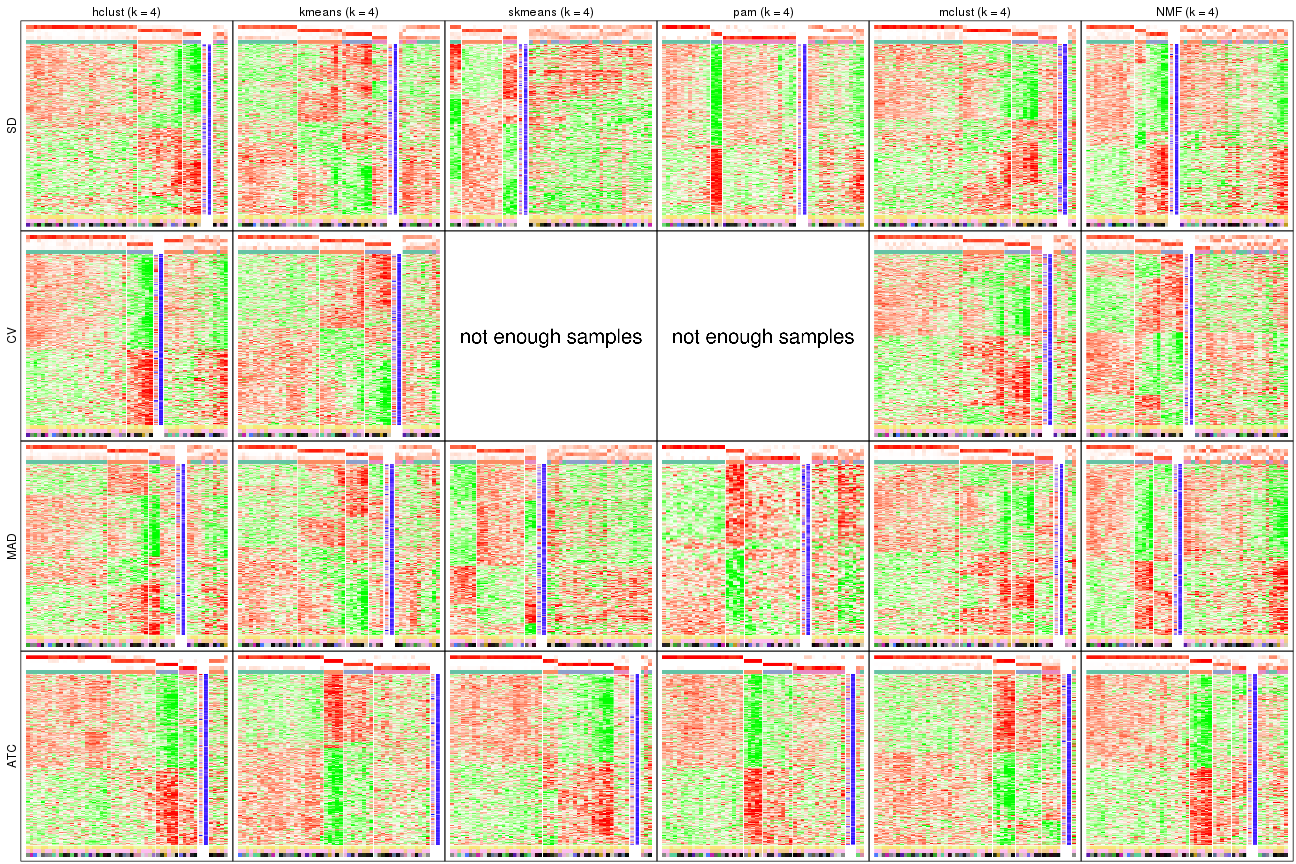 hclust (k = 4) kmeans (k = 4) skmeans (k = 4) pam (k = 4) mclust (k = 4) NMF (k = 4)
SD
CV
not enough samples not enough samples
MAD
ATC